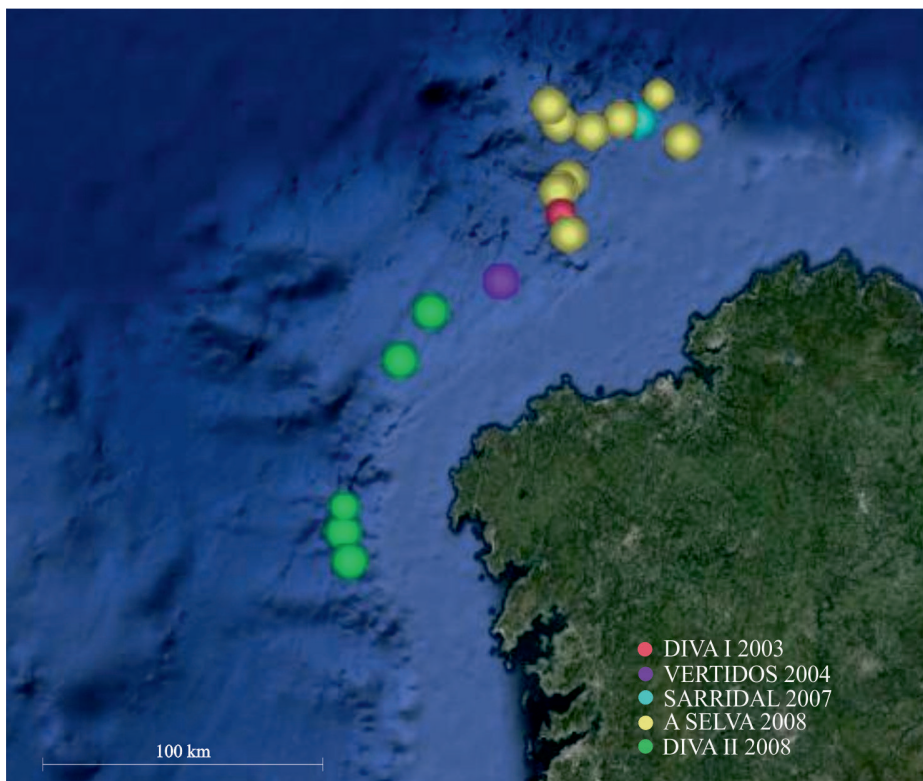 DIVA I 2003
VERTIDOS 2004
SARRIDAL 2007
A SELVA 2008
DIVA II 2008
100 km